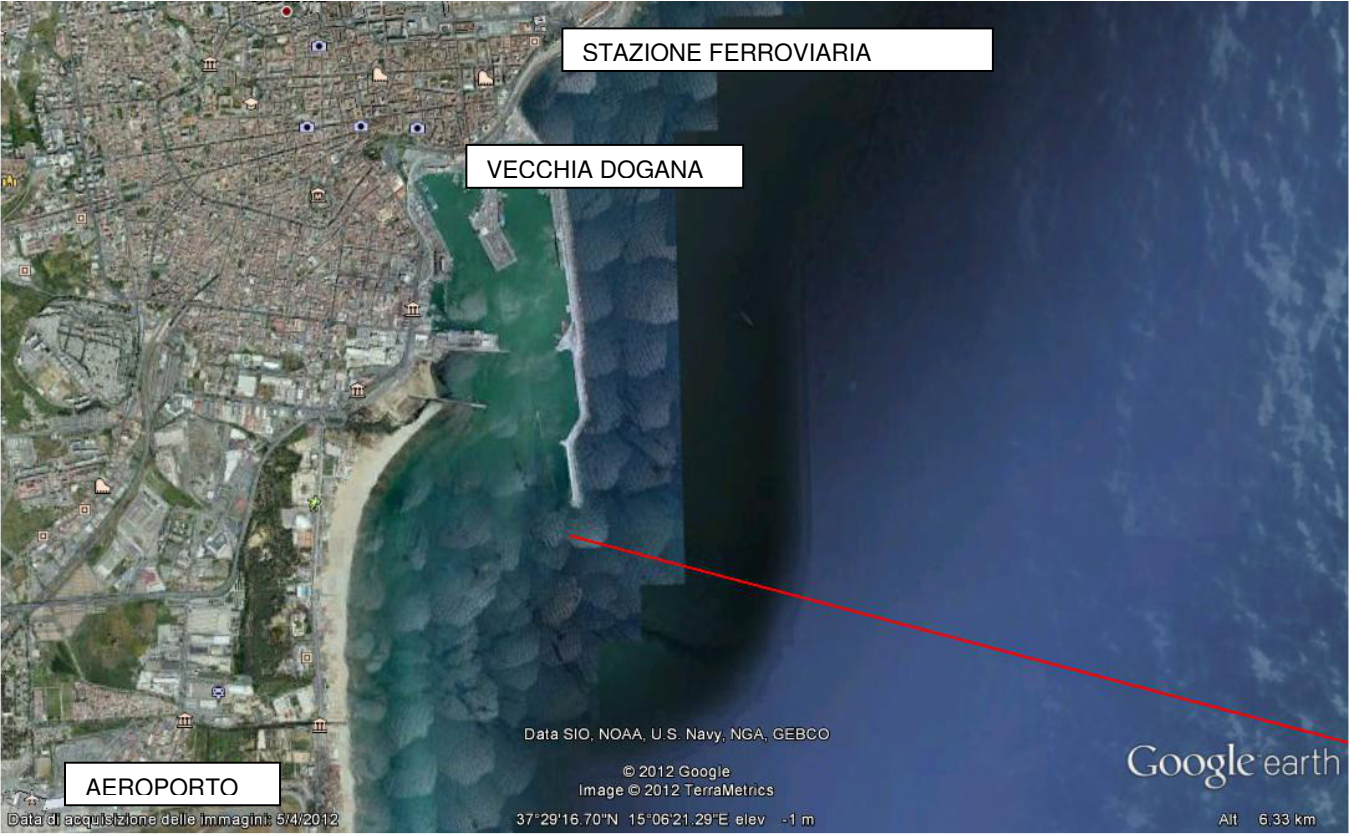 STAZIONE FERROVIARIA
VECCHIA DOGANA
Data SIO, NOAA, U.S. Navy, NGA, GEBCO
© 2012 Google
Image © 2012 TerraMetrics
Google earth
AEROPORTO
Data di acquisizione delle immagini: 5/4/2012
37°29'16.70"N 15°06'21.29"E elev -1 m
Alt 6.33 km